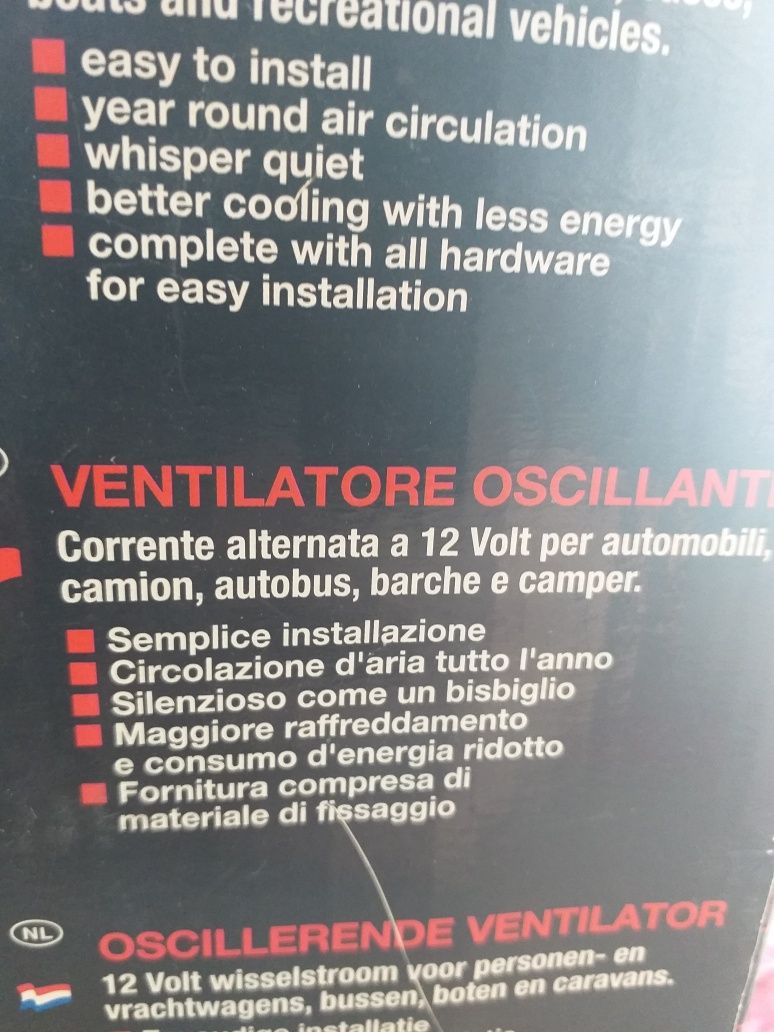 boats and recreational vehicles.
easy to install
year round air circulation
whisper quiet
better cooling with less energy
complete with all hardware
for easy installation
VENTILATORE OSCILLANT
Corrente alternata a 12 Volt per automobili,
camion, autobus, barche e camper.
Semplice installazione
Circolazione d'aria tutto l'anno
Silenzioso come un bisbiglio
Maggiore raffreddamento
e consumo d'energia ridotto
Fornitura compresa di
materiale di fissaggio
NL
OSCILLERENDE VENTILATOR
12 Volt wisselstroom voor personen- en
vrachtwagens, bussen, boten en caravans.
installatie